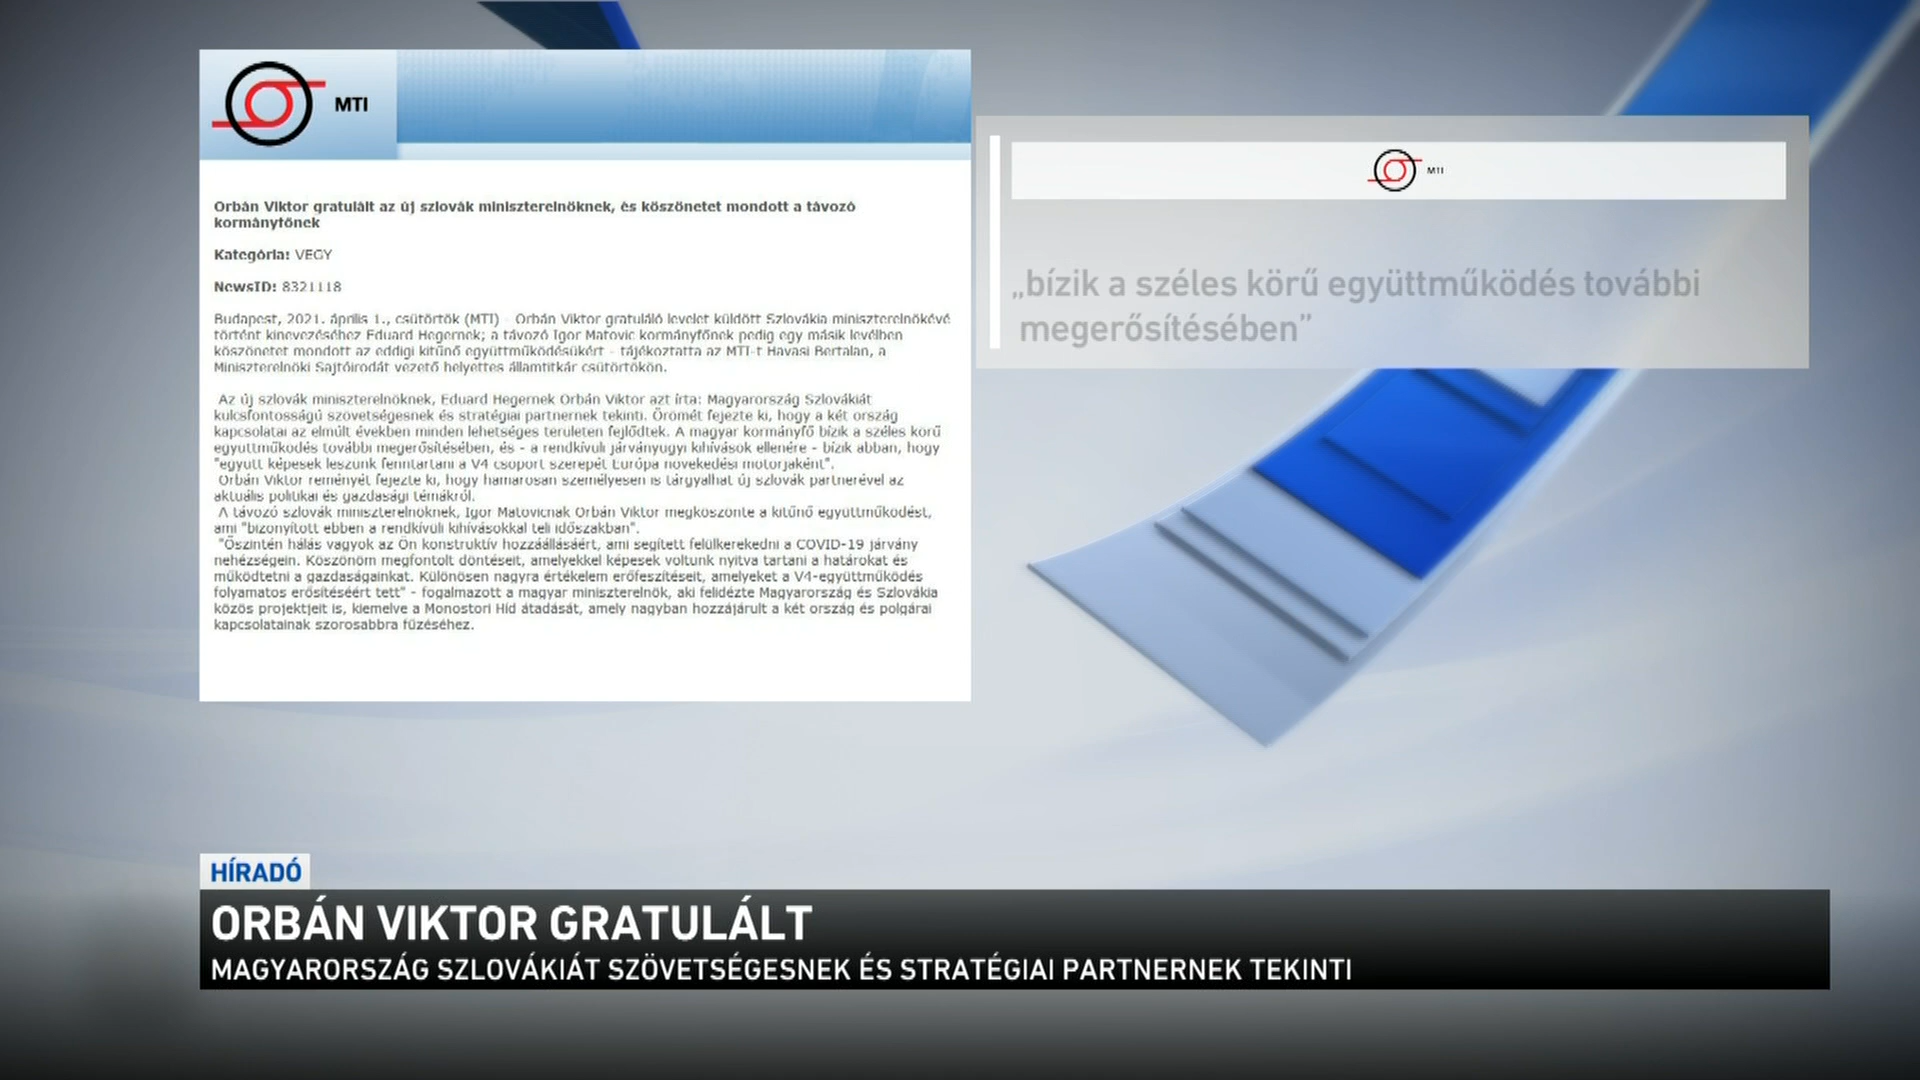 MTI
Orbán Viktor gratulált az új szlovák miniszterelnöknek, és köszönetet mondott a távozó
kormányfőnek
Kategória: VEGY
NewsID: 8321118
Budapest, 2021. április 1., csütörtök (MTI) - Orbán Viktor gratuláló levelet küldött Szlovákia miniszterelnökévé
történt kinevezéséhez Eduard Hegernek; a távozó Igor Matovic kormányfőnek pedig egy másik levélben
köszönetet mondott az eddigi kitűnő együttműködésükért - tájékoztatta az MTI-t Havasi Bertalan, a
Miniszterelnöki Sajtóirodát vezető helyettes államtitkár csütörtökön.
Az új szlovák miniszterelnöknek, Eduard Hegernek Orbán Viktor azt írta: Magyarország Szlovákiát
kulcsfontosságú szövetségesnek és stratégiai partnernek tekinti. Örömét fejezte ki, hogy a két ország
kapcsolatai az elmúlt években minden lehetséges területen fejlődtek. A magyar kormányfő bízik a széles körű
együttműködés további megerősítésében, és - a rendkívüli járványügyi kihívások ellenére - bízik abban, hogy
"együtt képesek leszünk fenntartani a V4 csoport szerepét Európa növekedési motorjaként".
Orbán Viktor reményét fejezte ki, hogy hamarosan személyesen is tárgyalhat új szlovák partnerével az
aktuális politikai és gazdasági témákról.
A távozó szlovák miniszterelnöknek, Igor Matovicnak Orbán Viktor megköszönte a kitűnő együttműködést,
ami "bizonyított ebben a rendkívüli kihívásokkal teli időszakban".
"Őszintén hálás vagyok az Ön konstruktív hozzáállásáért, ami segített felülkerekedni a COVID-19 járvány
nehézségein. Köszönöm megfontolt döntéseit, amelyekkel képesek voltunk nyitva tartani a határokat és
működtetni a gazdaságainkat. Különösen nagyra értékelem erőfeszítéseit, amelyeket a V4-együttműködés
folyamatos erősítéséért tett" - fogalmazott a magyar miniszterelnök, aki felidézte Magyarország és Szlovákia
közös projektjeit is, kiemelve a Monostori Híd átadását, amely nagyban hozzájárult a két ország és polgárai
kapcsolatainak szorosabbra fűzéséhez.
MTI
„bízik a széles körű együttműködés további
megerősítésében”
HÍRADÓ
ORBÁN VIKTOR GRATULÁLT
MAGYARORSZÁG SZLOVÁKIÁT SZÖVETSÉGESNEK ÉS STRATÉGIAI PARTNERNEK TEKINTI